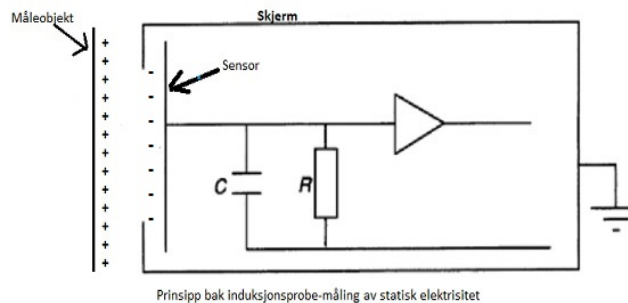 Skjerm
Måleobjekt
Sensor
C
R
Prinsipp bak induksjonsprobe-måling av statisk elektrisitet